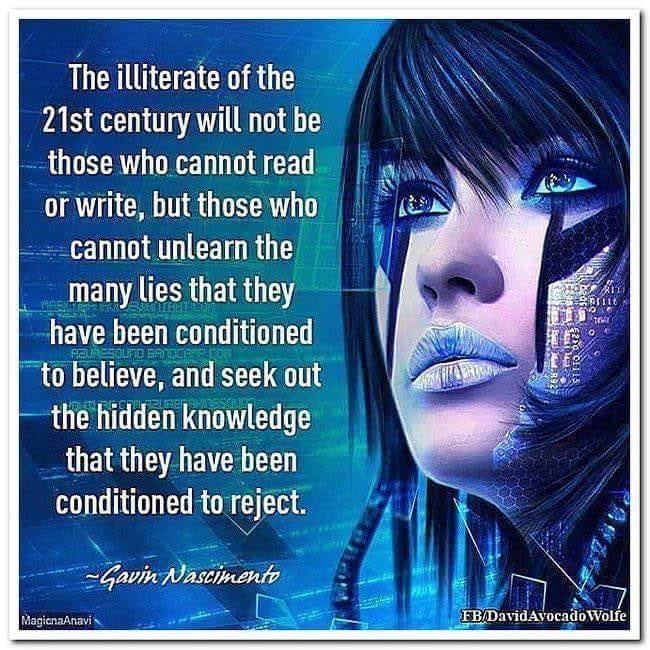 The illiterate of the
21st century will not be
those who cannot read
or write, but those who
cannot unlearn the
many lies that they
have been conditioned
to believe, and seek out
the hidden knowledge
that they have been
conditioned to reject.
~Gavin Nascimento
MagicnaAnavi
FB/DavidAvocadoWolfe